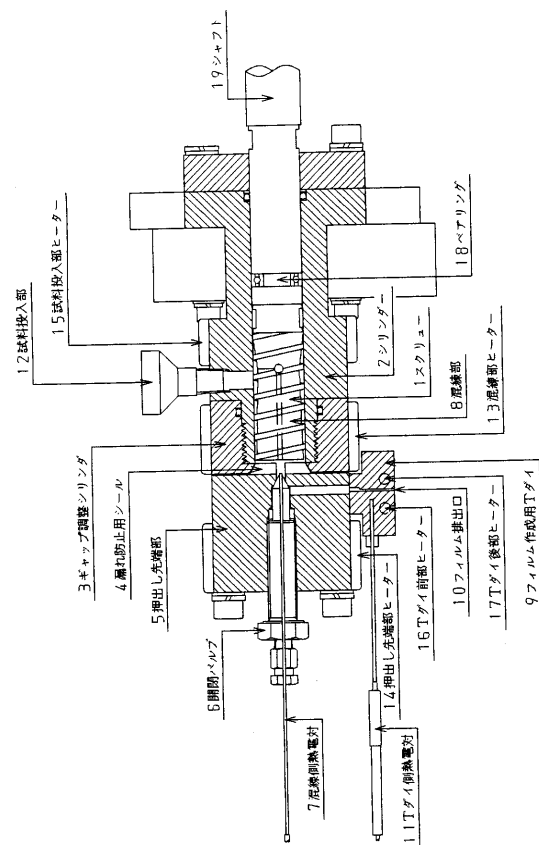 19シャフト
12試料投入部
15試料投入部ヒーター
3ギャップ調整シリンダ
4漏れ防止用シール
5押出し先端部
6開閉バルブ
7混練側熱電対
18ベアリング
2シリンダー
1スクリュー
8混練部
13混練部ヒーター
9フィルム作成用Tダイ
17Tダイ後部ヒーター
10フィルム排出口
16Tダイ前部ヒーター
14押出し先端部ヒーター
11Tダイ側熱電対